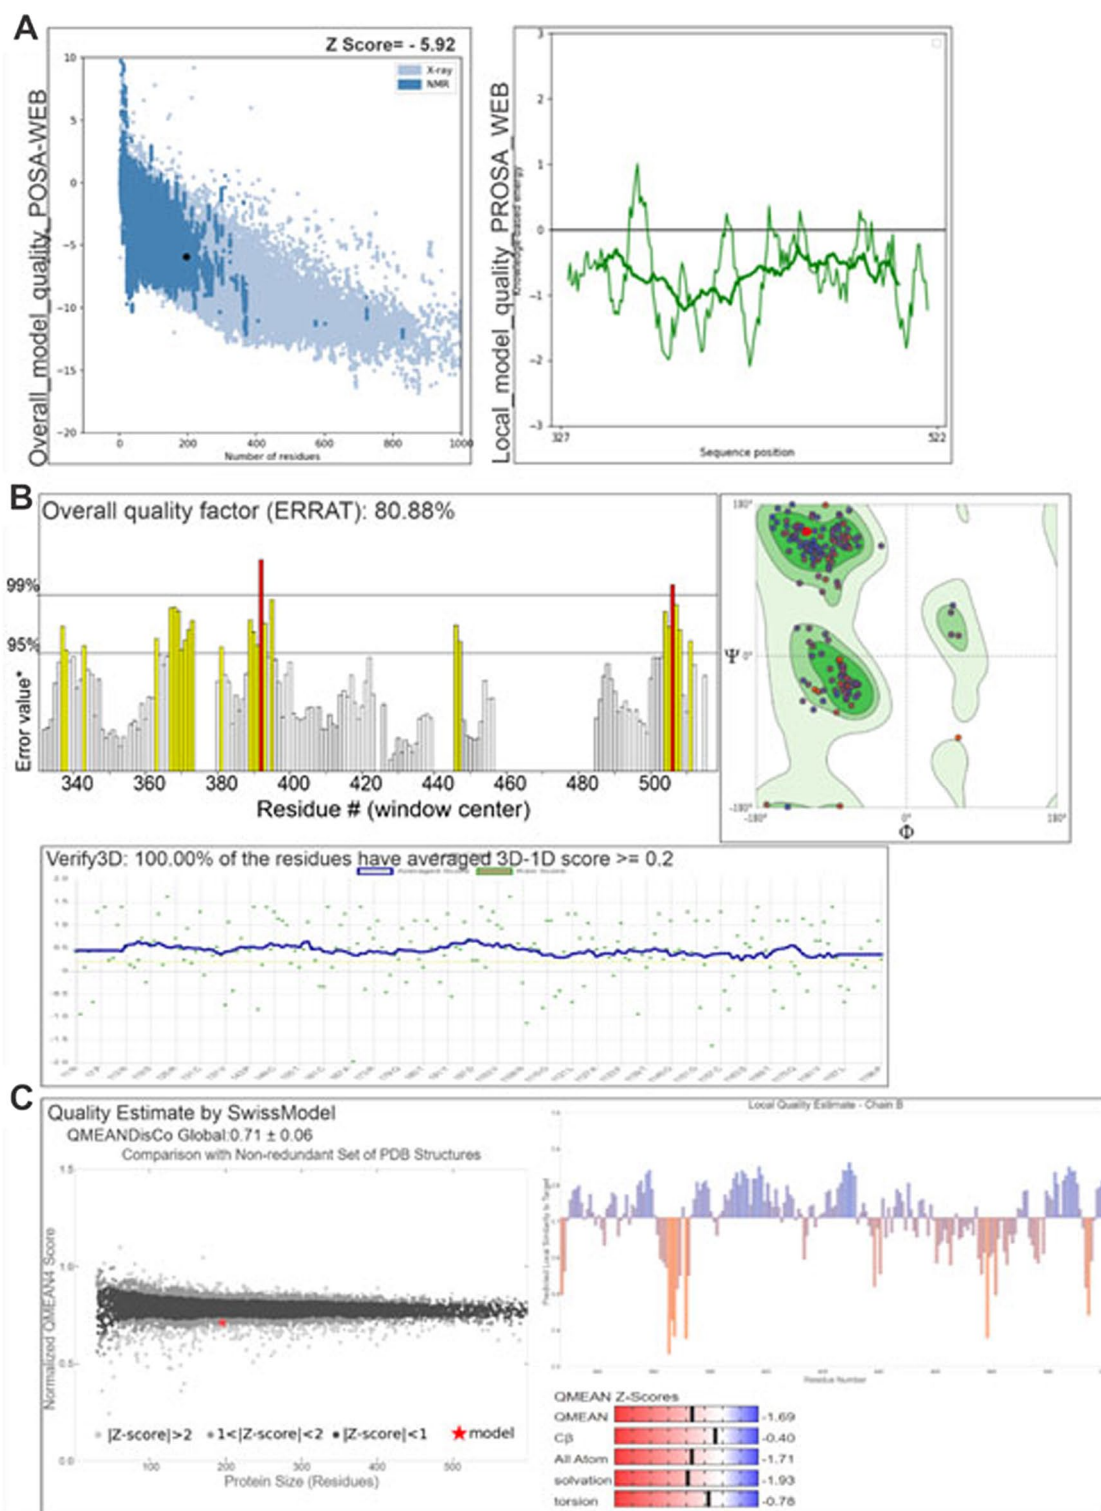 A
Z Score= - 5.92
Overall_model_quality_POSA-WEB
X-ray
NMR
10
5
0
−5
−10
−15
−20
0
200
400
600
800
1000
Number of residues
Local_model_quality_PROSA_WEB
Knowledge-based energy
3
2
1
0
−1
−2
−3
327
522
Sequence position
B
Overall quality factor (ERRAT): 80.88%
99%
95%
Error value*
340 360 380 400 420 440 460 480 500
Residue # (window center)
180°
Ψ 0°
-180°
-180° 0° 180°
Φ
Verify3D: 100.00% of the residues have averaged 3D-1D score >= 0.2
C
Quality Estimate by SwissModel
QMEANDisCo Global:0.71 ± 0.06
Comparison with Non-redundant Set of PDB Structures
Normalized QMEAN4 Score
1.5
1.0
0.5
0.0
|Z-score|>2 1<|Z-score|<2 |Z-score|<1 model
100 200 300 400 500
Protein Size (Residues)
Local Quality Estimate - Chain B
Predicted Local Similarity to Target
Residue Number
QMEAN Z-Scores
QMEAN -1.69
Cβ -0.40
All Atom -1.71
solvation -1.93
torsion -0.78